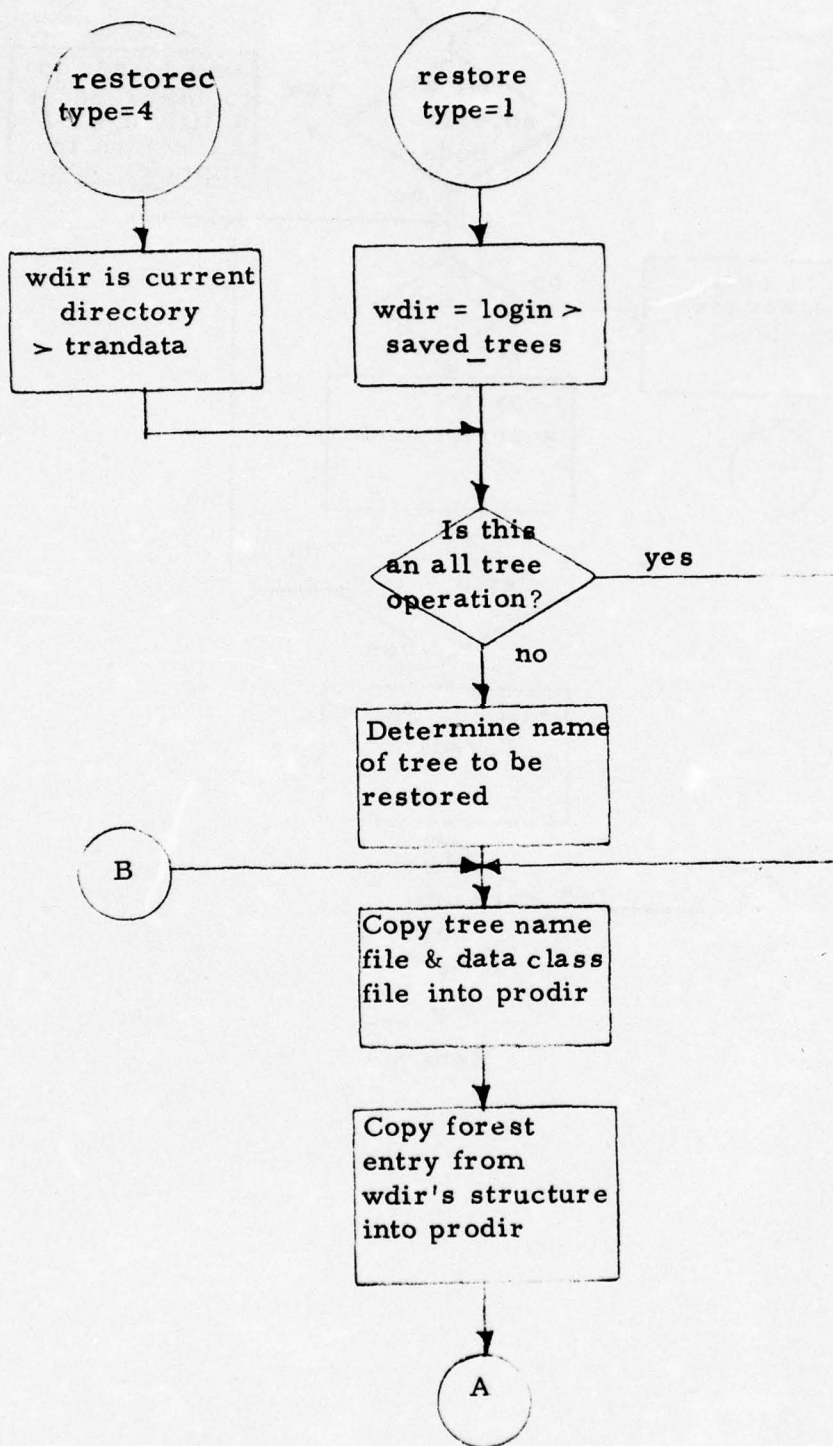 restorec
type=4
restore
type=1
wdir is current
directory
> trandata
wdir = login >
saved_trees
Is this
an all tree
operation?
yes
no
Determine name
of tree to be
restored
B
Copy tree name
file & data class
file into prodir
Copy forest
entry from
wdir's structure
into prodir
A